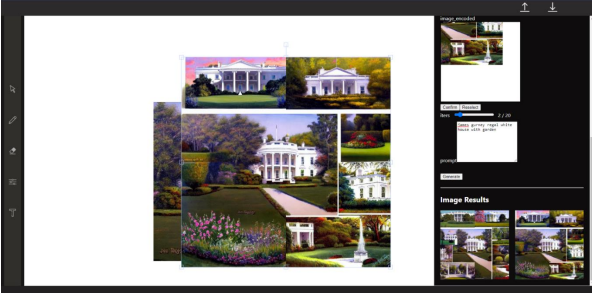 image_encoded
Confirm Reselect
iters 2 / 20
james gurney regal white
house with garden
prompt
Generate
Image Results